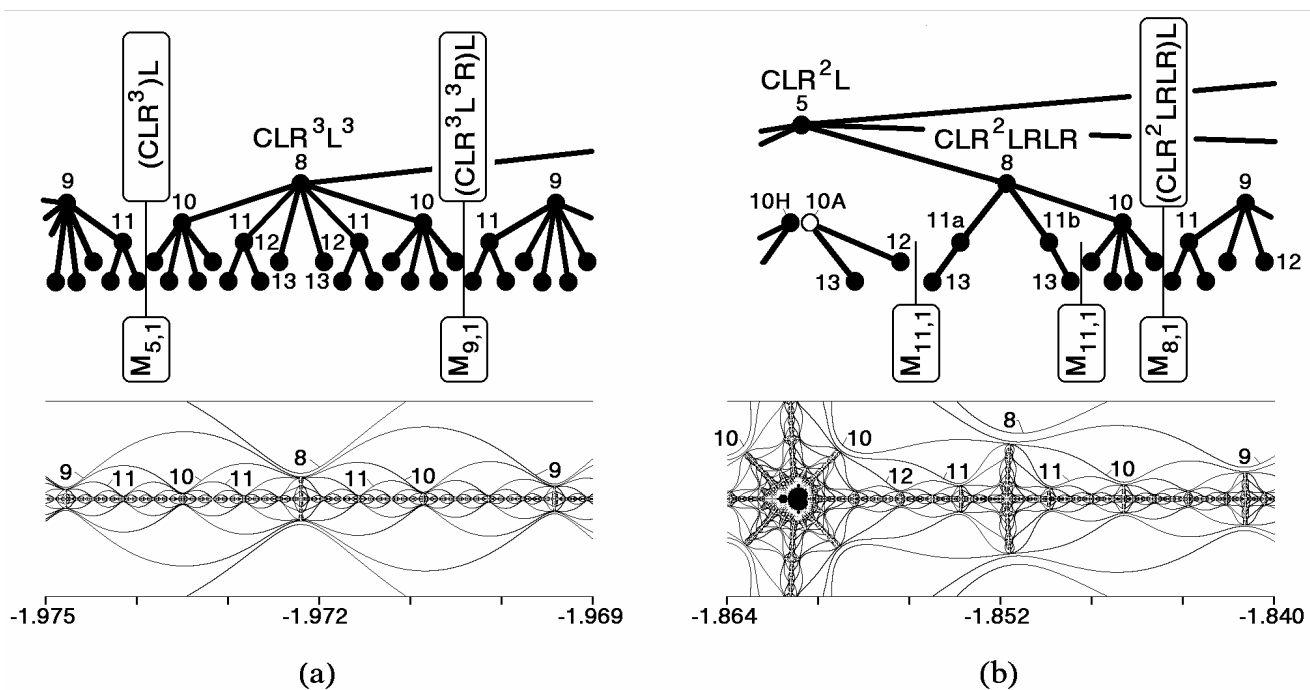 (CLR³)L
CLR³L³
8
(CLR³L³R)L
9
10
11
11
12
12
11
10
11
9
13
13
M5,1
M9,1
9
11
10
11
8
11
10
11
9
-1.975
-1.972
-1.969
(a)
CLR²L
5
CLR²LRLR
8
(CLR²LRLR)L
10H
10A
11a
11b
10
9
12
11
13
13
13
12
M11,1
M11,1
M8,1
10
10
12
11
8
11
10
9
-1.864
-1.852
-1.840
(b)